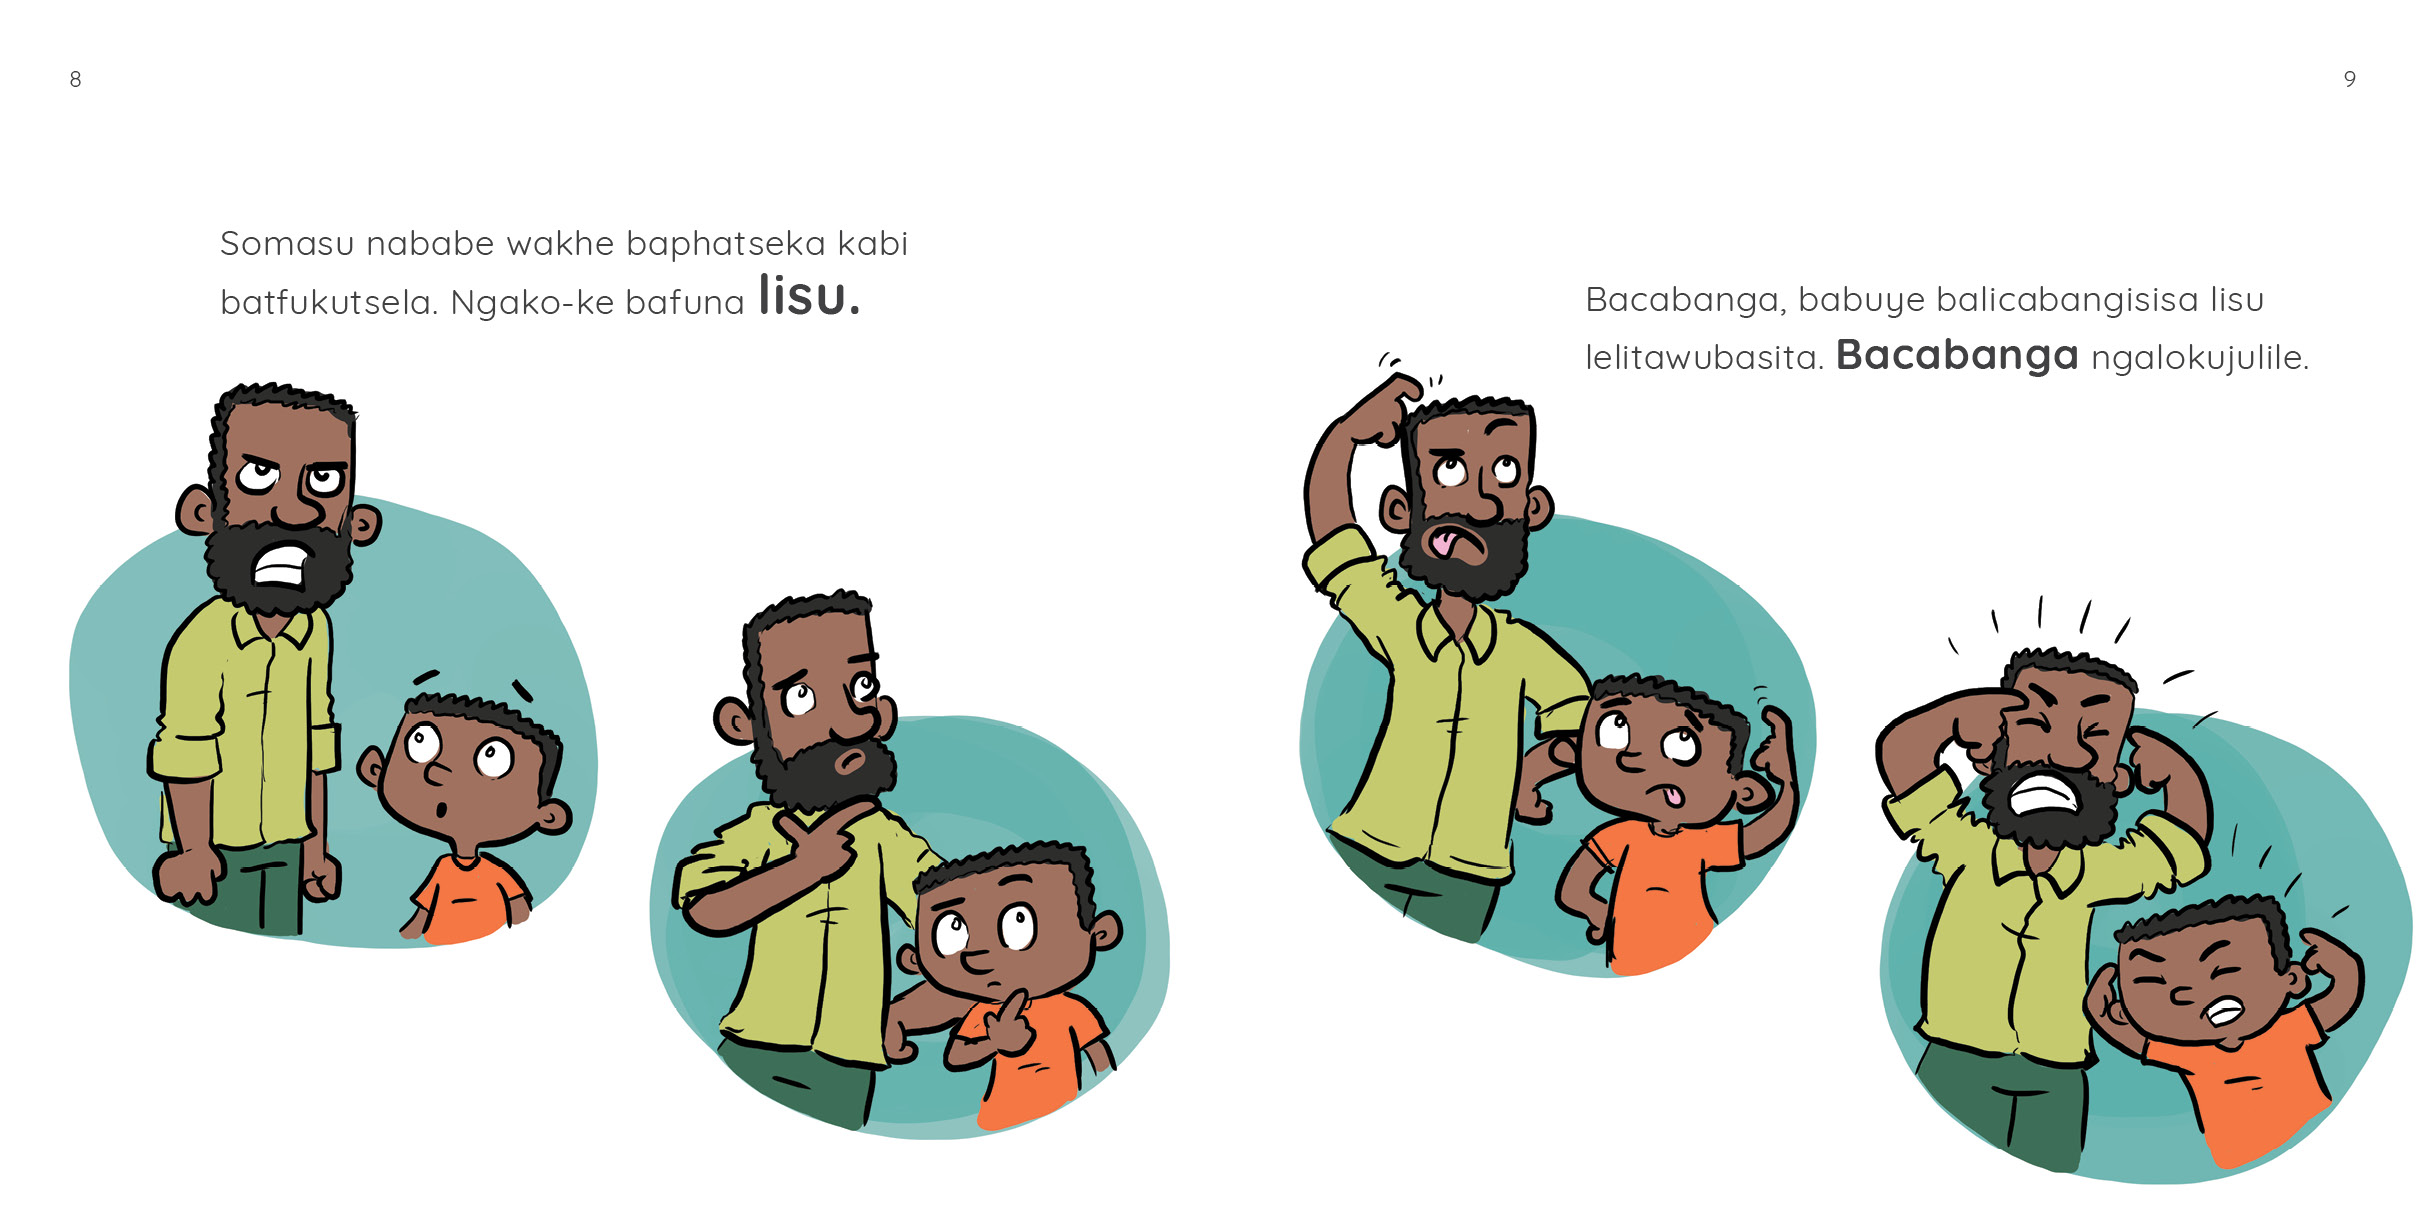 8
Somasu nababe wakhe baphatseka kabi
batfukutsela. Ngako-ke bafuna lisu.
9
Bacabanga, babuye balicabangisisa lisu
lelitawubasita. Bacabanga ngalokujulile.